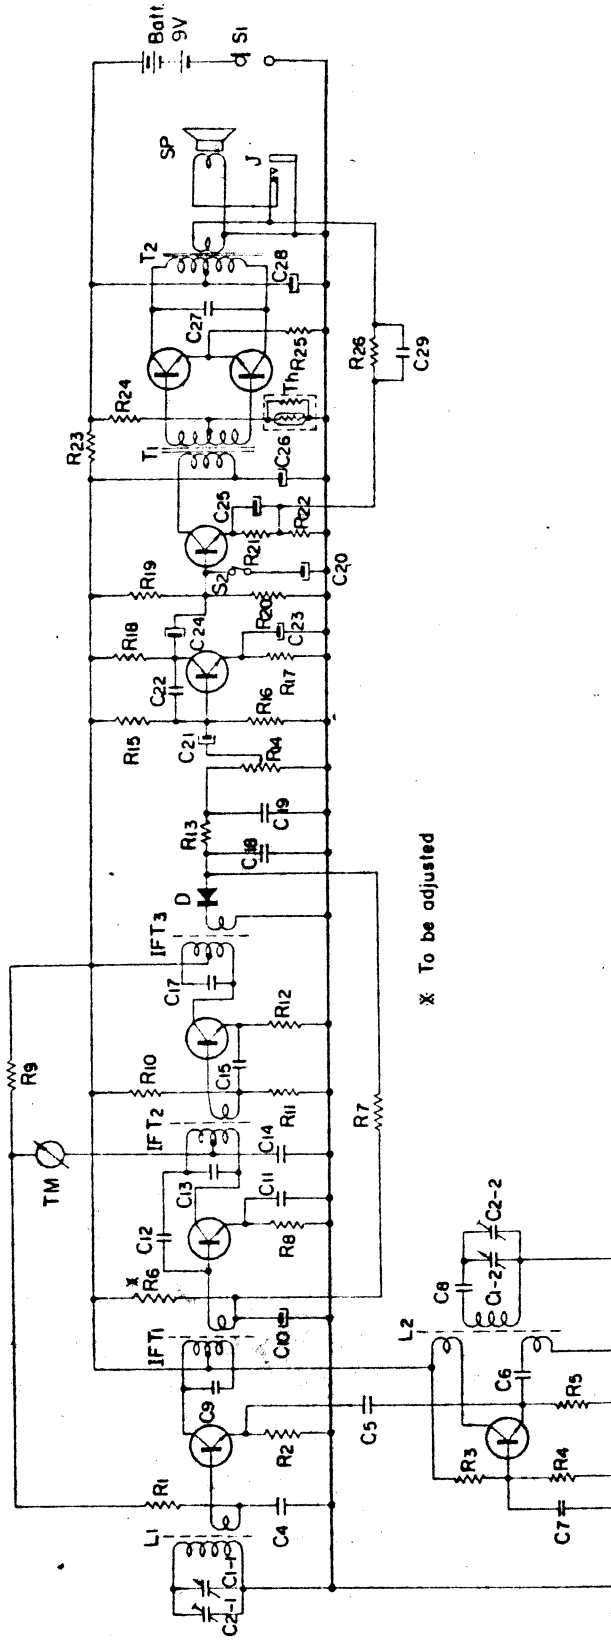 R9
TM
Batt.
9V
S1
R23
R1
IFT1
R6
※
C12
IFT2
R10
IFT3
R15
R18
R19
T1
R24
T2
SP
L1
C9
C13
C17
D
R13
C22
C24
C25
C27
J
C2-1
C1-1
R2
R8
C11
C15
R12
C18
C19
C21
R14
S2
R21
R22
Th
R25
C4
C10
C14
R11
R16
R17
R20
C23
C20
C26
C28
R7
R26
C5
C29
L2
C8
R3
C6
C1-2
C2-2
C7
R4
R5
※ To be adjusted